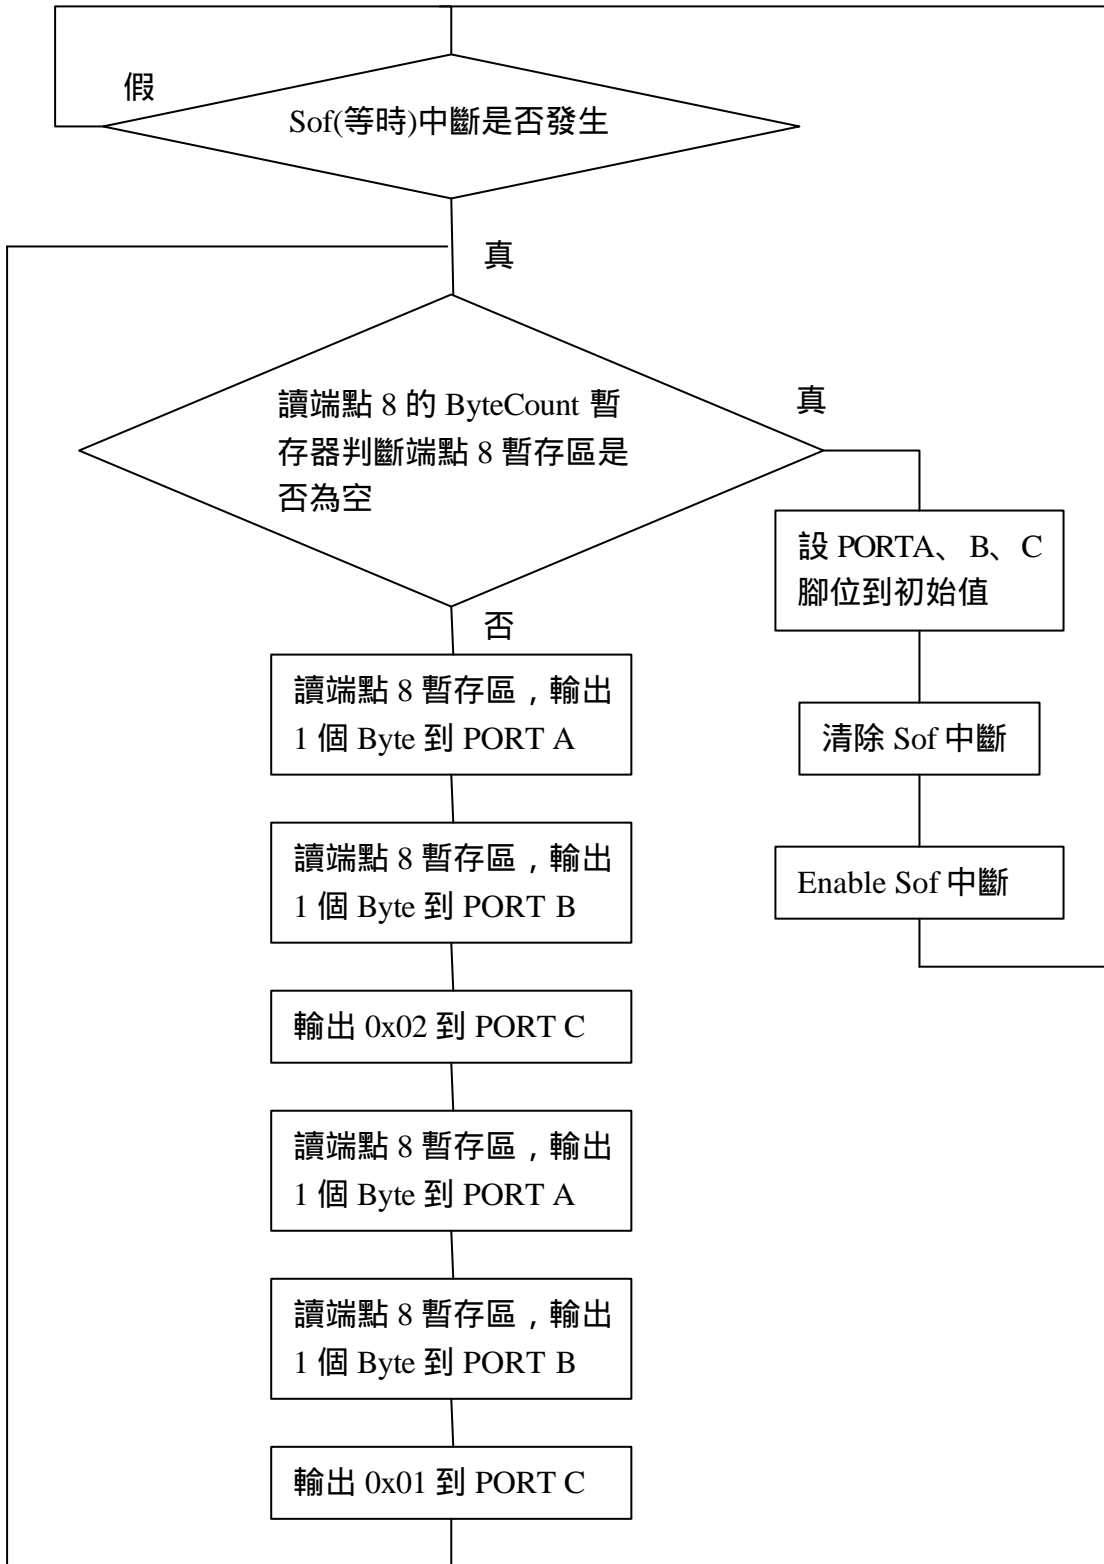 假
Sof(等時)中斷是否發生
真
讀端點 8 的 ByteCount 暫
存器判斷端點 8 暫存區是
否為空
真
設 PORTA、B、C
腳位到初始值
否
讀端點 8 暫存區，輸出
1 個 Byte 到 PORT A
清除 Sof 中斷
讀端點 8 暫存區，輸出
1 個 Byte 到 PORT B
Enable Sof 中斷
輸出 0x02 到 PORT C
讀端點 8 暫存區，輸出
1 個 Byte 到 PORT A
讀端點 8 暫存區，輸出
1 個 Byte 到 PORT B
輸出 0x01 到 PORT C